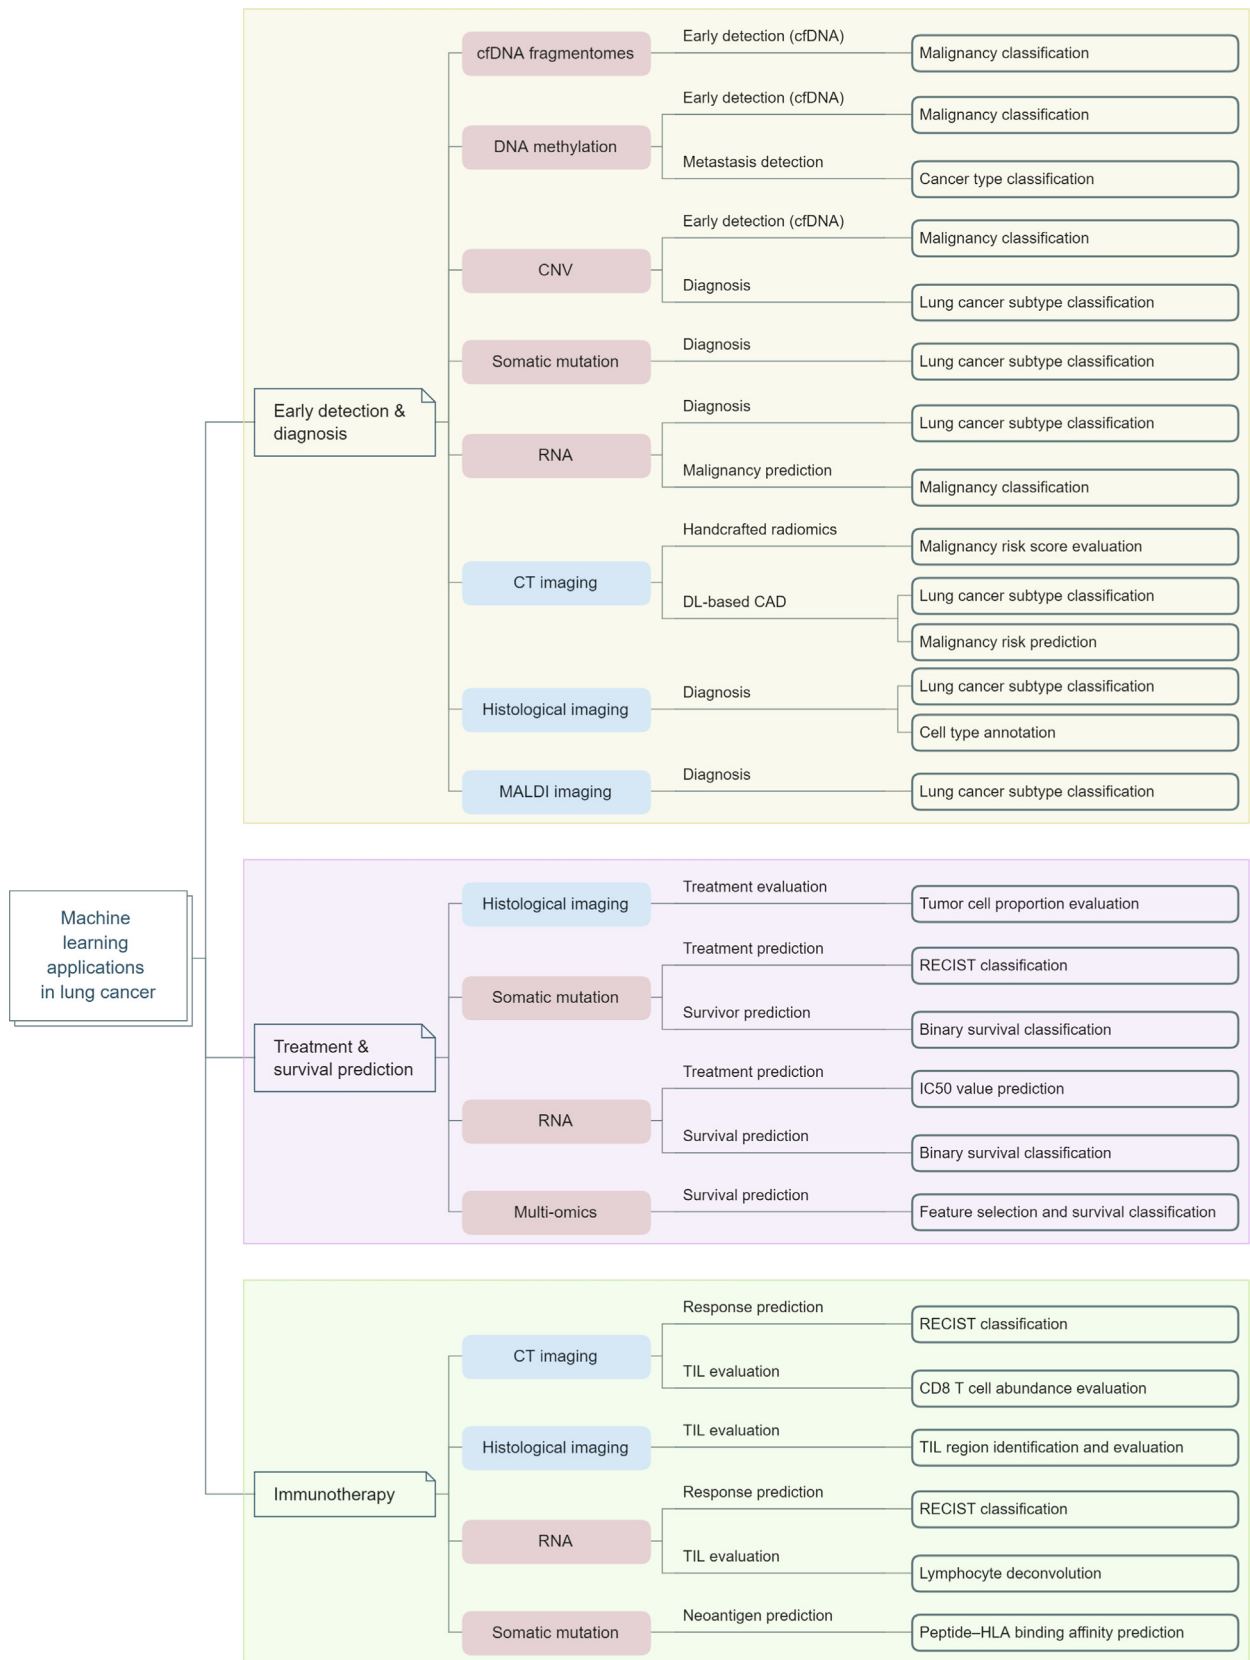 Machine
learning
applications
in lung cancer
Early detection &
diagnosis
cfDNA fragmentomes
Early detection (cfDNA)
Malignancy classification
DNA methylation
Early detection (cfDNA)
Malignancy classification
Metastasis detection
Cancer type classification
CNV
Early detection (cfDNA)
Malignancy classification
Diagnosis
Lung cancer subtype classification
Somatic mutation
Diagnosis
Lung cancer subtype classification
RNA
Diagnosis
Lung cancer subtype classification
Malignancy prediction
Malignancy classification
CT imaging
Handcrafted radiomics
Malignancy risk score evaluation
DL-based CAD
Lung cancer subtype classification
Malignancy risk prediction
Histological imaging
Diagnosis
Lung cancer subtype classification
Cell type annotation
MALDI imaging
Diagnosis
Lung cancer subtype classification
Treatment &
survival prediction
Histological imaging
Treatment evaluation
Tumor cell proportion evaluation
Somatic mutation
Treatment prediction
RECIST classification
Survivor prediction
Binary survival classification
RNA
Treatment prediction
IC50 value prediction
Survival prediction
Binary survival classification
Multi-omics
Survival prediction
Feature selection and survival classification
Immunotherapy
CT imaging
Response prediction
RECIST classification
TIL evaluation
CD8 T cell abundance evaluation
Histological imaging
TIL evaluation
TIL region identification and evaluation
RNA
Response prediction
RECIST classification
TIL evaluation
Lymphocyte deconvolution
Somatic mutation
Neoantigen prediction
Peptide–HLA binding affinity prediction